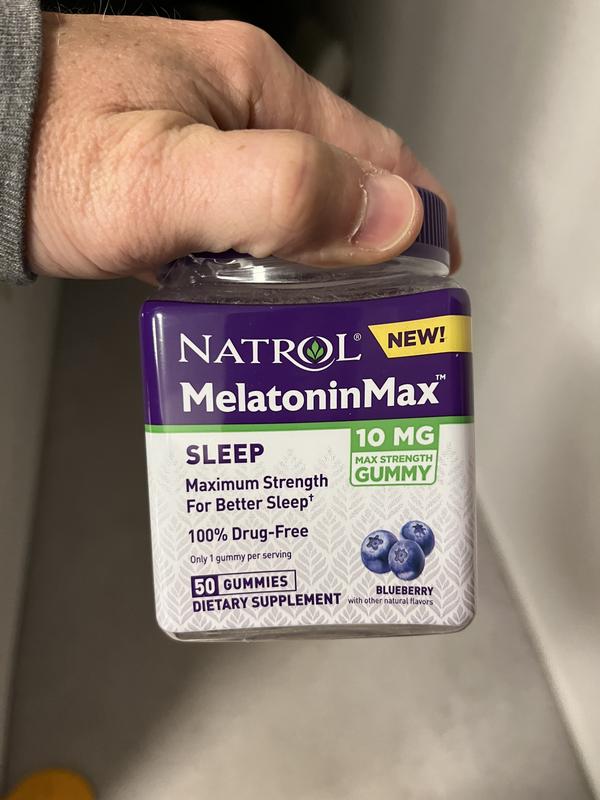 NATROL®
NEW!
MelatoninMax™
SLEEP
10 MG
MAX STRENGTH
GUMMY
Maximum Strength
For Better Sleep†
100% Drug-Free
Only 1 gummy per serving
50 GUMMIES
DIETARY SUPPLEMENT
BLUEBERRY
with other natural flavors